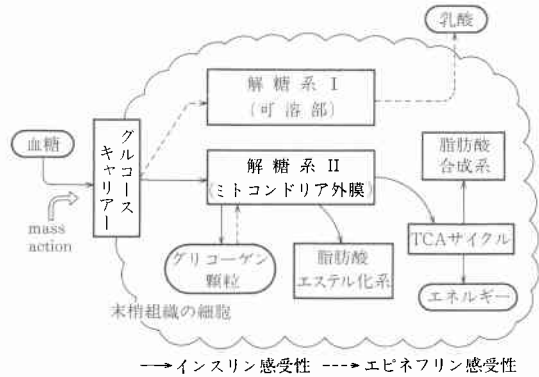 乳酸
解糖系Ⅰ
(可溶部)
血糖
グルコース
キャリアー
解糖系Ⅱ
(ミトコンドリア外膜)
脂肪酸
合成系
mass
action
グリコーゲン
顆粒
脂肪酸
エステル化系
TCAサイクル
エネルギー
末梢組織の細胞
→インスリン感受性 --->エピネフリン感受性